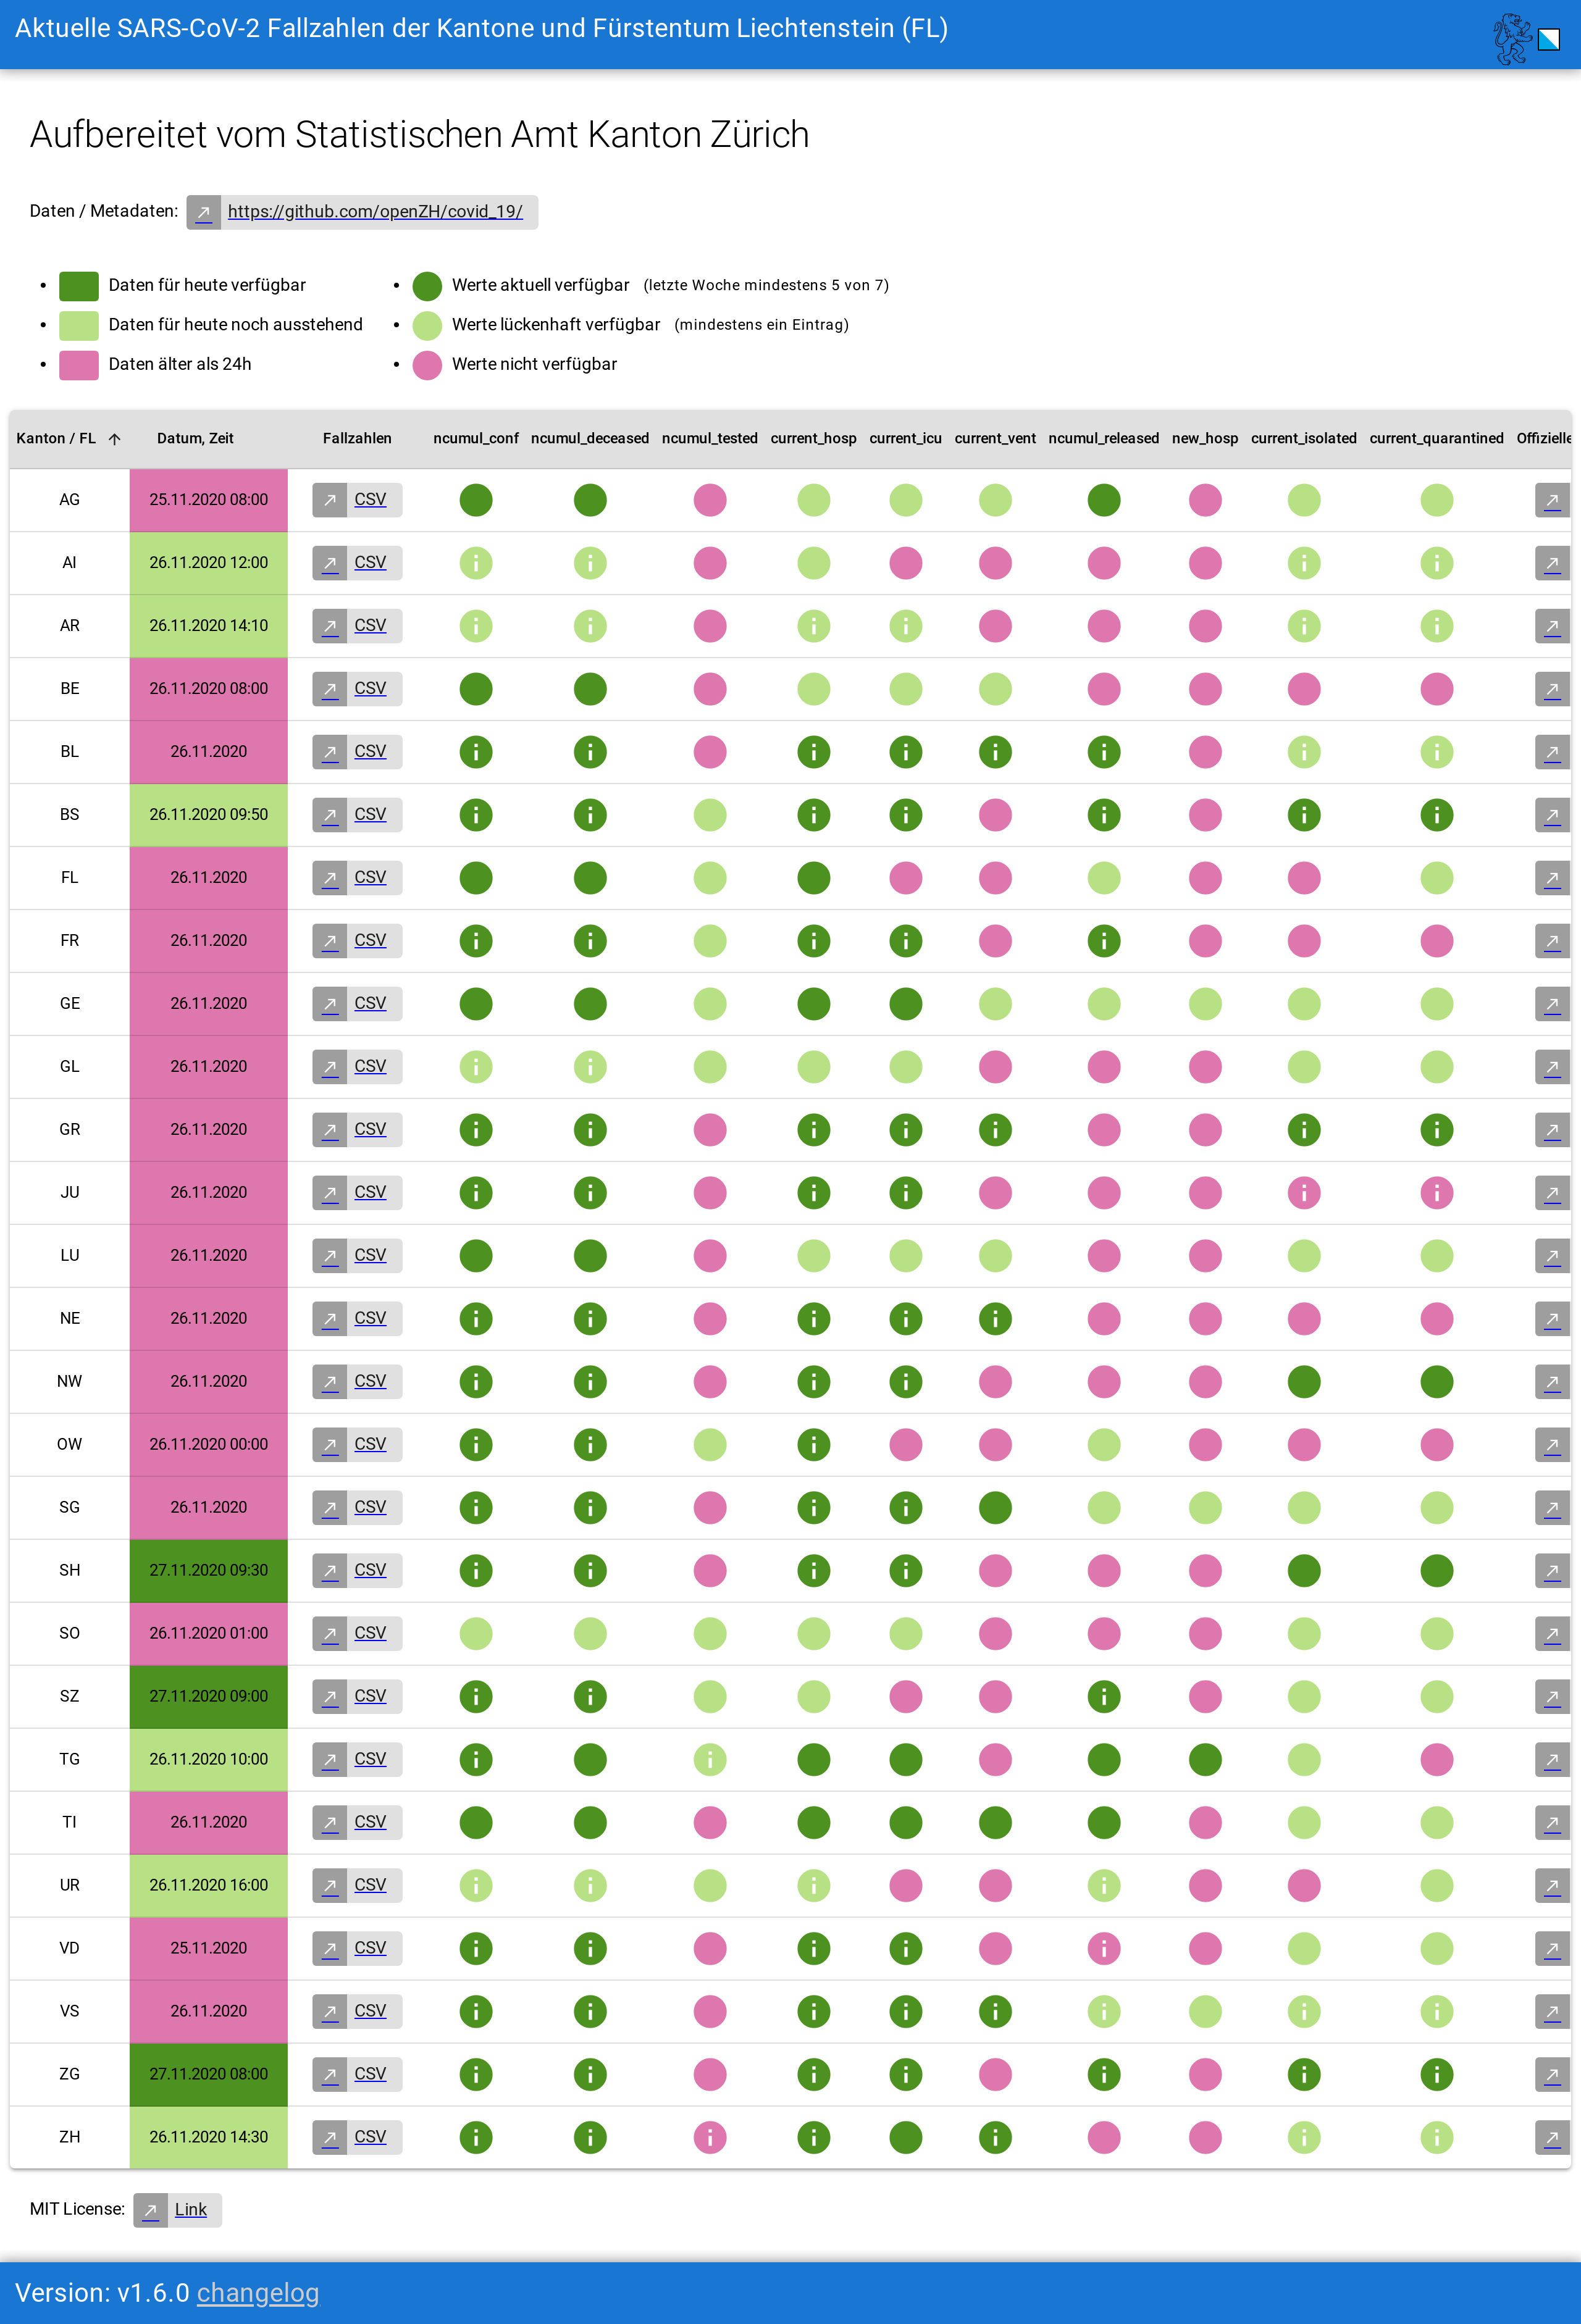 Aktuelle SARS-CoV-2 Fallzahlen der Kantone und Fürstentum Liechtenstein (FL)
Aufbereitet vom Statistischen Amt Kanton Zürich
Daten / Metadaten: https://github.com/openZH/covid_19/
Daten für heute verfügbar
Daten für heute noch ausstehend
Daten älter als 24h
Werte aktuell verfügbar (letzte Woche mindestens 5 von 7)
Werte lückenhaft verfügbar (mindestens ein Eintrag)
Werte nicht verfügbar
Kanton / FL Datum, Zeit Fallzahlen ncumul_conf ncumul_deceased ncumul_tested current_hosp current_icu current_vent ncumul_released new_hosp current_isolated current_quarantined Offizielle
AG 25.11.2020 08:00 CSV
AI 26.11.2020 12:00 CSV
AR 26.11.2020 14:10 CSV
BE 26.11.2020 08:00 CSV
BL 26.11.2020 CSV
BS 26.11.2020 09:50 CSV
FL 26.11.2020 CSV
FR 26.11.2020 CSV
GE 26.11.2020 CSV
GL 26.11.2020 CSV
GR 26.11.2020 CSV
JU 26.11.2020 CSV
LU 26.11.2020 CSV
NE 26.11.2020 CSV
NW 26.11.2020 CSV
OW 26.11.2020 00:00 CSV
SG 26.11.2020 CSV
SH 27.11.2020 09:30 CSV
SO 26.11.2020 01:00 CSV
SZ 27.11.2020 09:00 CSV
TG 26.11.2020 10:00 CSV
TI 26.11.2020 CSV
UR 26.11.2020 16:00 CSV
VD 25.11.2020 CSV
VS 26.11.2020 CSV
ZG 27.11.2020 08:00 CSV
ZH 26.11.2020 14:30 CSV
MIT License: Link
Version: v1.6.0 changelog